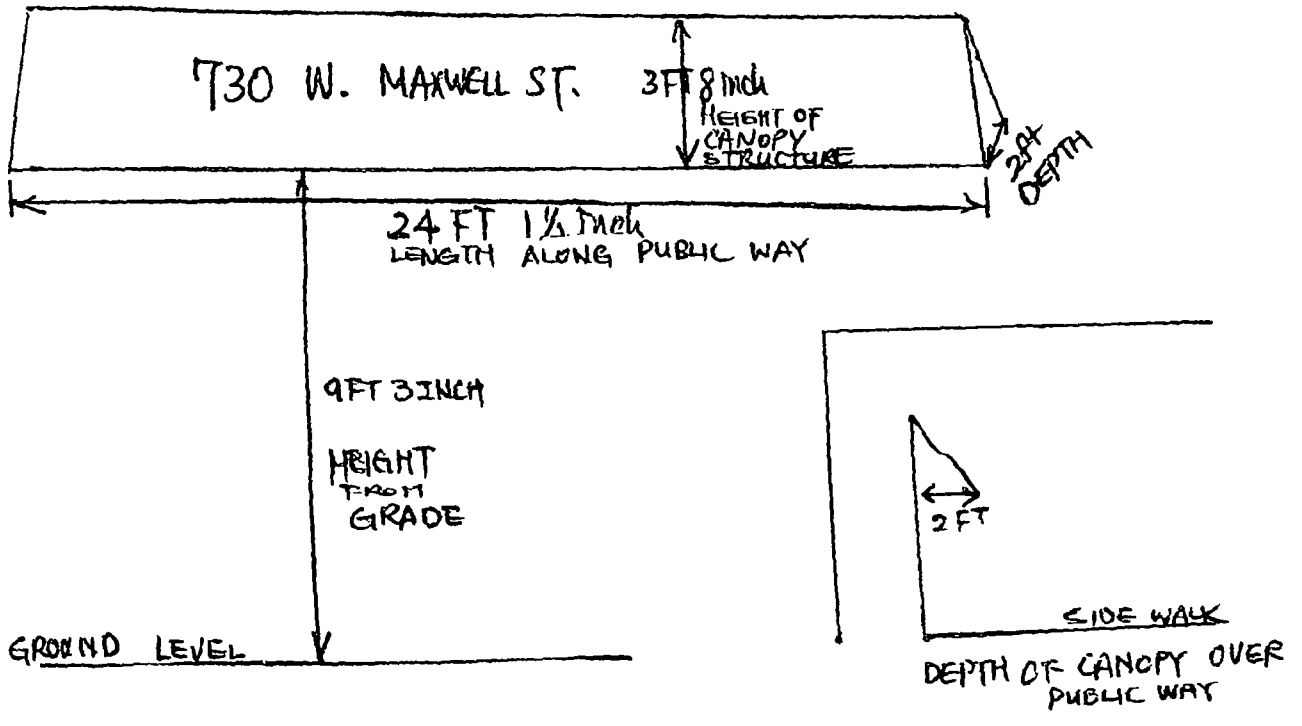 730 W. MAXWELL ST.
3FT 8 inch
HEIGHT OF
CANOPY
STRUCTURE
2ft
DEPTH
24 FT 1½ Inch
LENGTH ALONG PUBLIC WAY
9FT 3INCH
HEIGHT
FROM
GRADE
GROUND LEVEL
2 FT
SIDE WALK
DEPTH OF CANOPY OVER
PUBLIC WAY